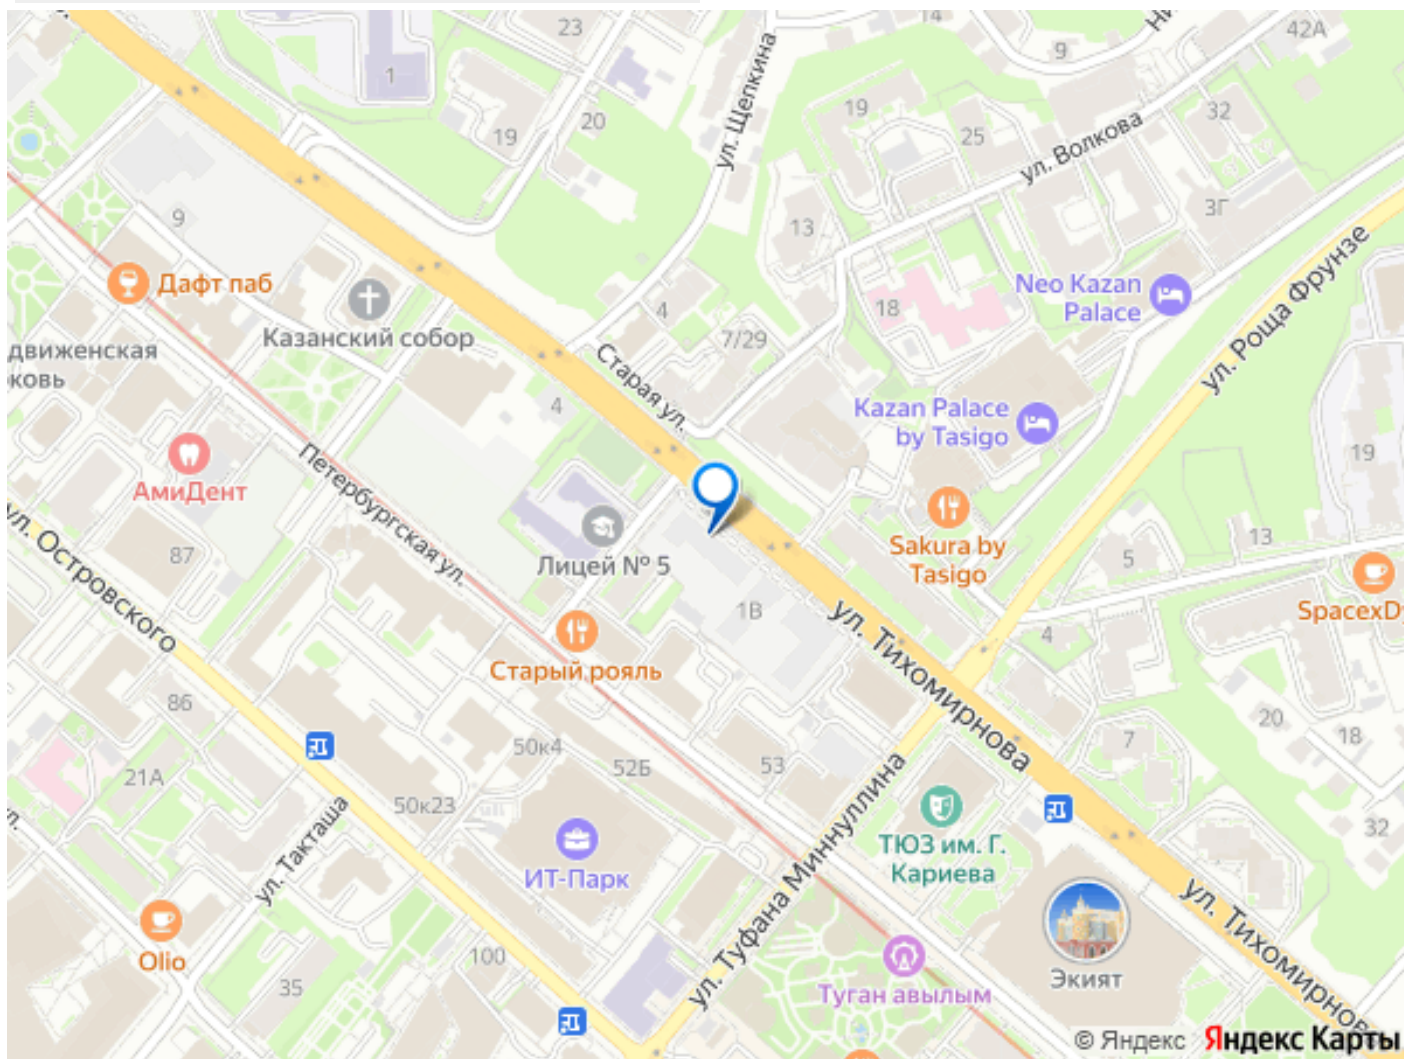 23
14
Ни
42А
1
9
ул. Щепкина
19
20
19
25
ул. Волкова
32
3Г
9
13
Дафт паб
Казанский собор
Neo Kazan
Palace
ул. Роща Фрунзе
18
4
7/29
движенская
ковь
Старая ул.
4
Kazan Palace
by Tasigo
АмиДент
Петербургская ул.
19
ул. Островского
87
Лицей № 5
Sakura by
Tasigo
5
13
SpacexD
1В
ул. Тихомирнова
4
Старый рояль
86
20
18
7
50к4
52Б
53
21А
50к23
ул. Такташа
ИТ-Парк
ул. Туфана Миннуллина
ТЮЗ им. Г.
Кариева
32
ул.
Olio
100
35
Туган авылым
Экият
ул. Тихомирнова
© Яндекс Яндекс Карты